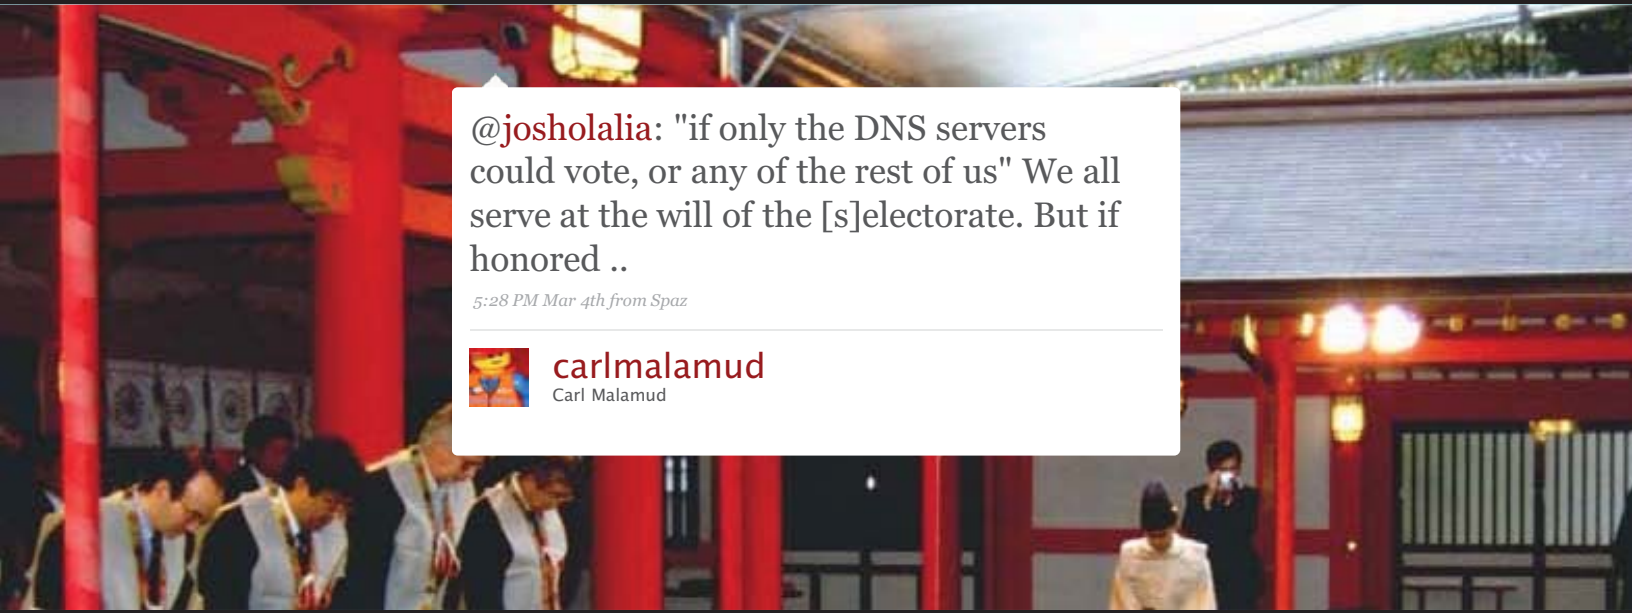 @josholalia: "if only the DNS servers
could vote, or any of the rest of us" We all
serve at the will of the [s]electorate. But if
honored ..
5:28 PM Mar 4th from Spaz
carlmalamud
Carl Malamud